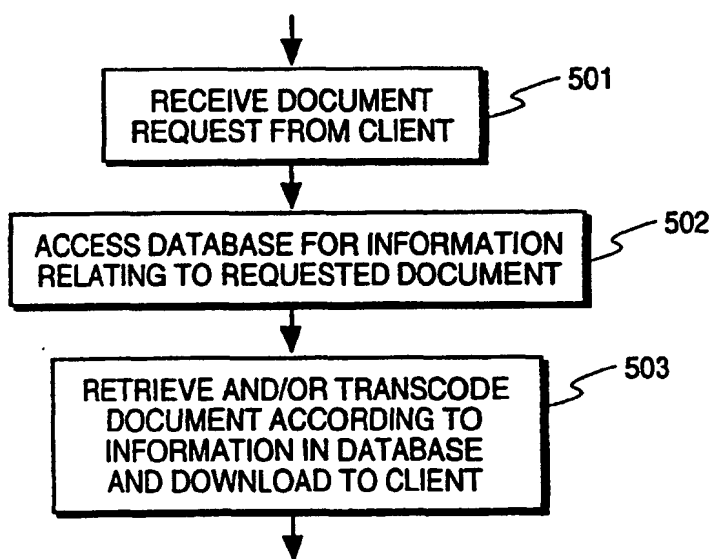 RECEIVE DOCUMENT
REQUEST FROM CLIENT
501
ACCESS DATABASE FOR INFORMATION
RELATING TO REQUESTED DOCUMENT
502
RETRIEVE AND/OR TRANSCODE
DOCUMENT ACCORDING TO
INFORMATION IN DATABASE
AND DOWNLOAD TO CLIENT
503